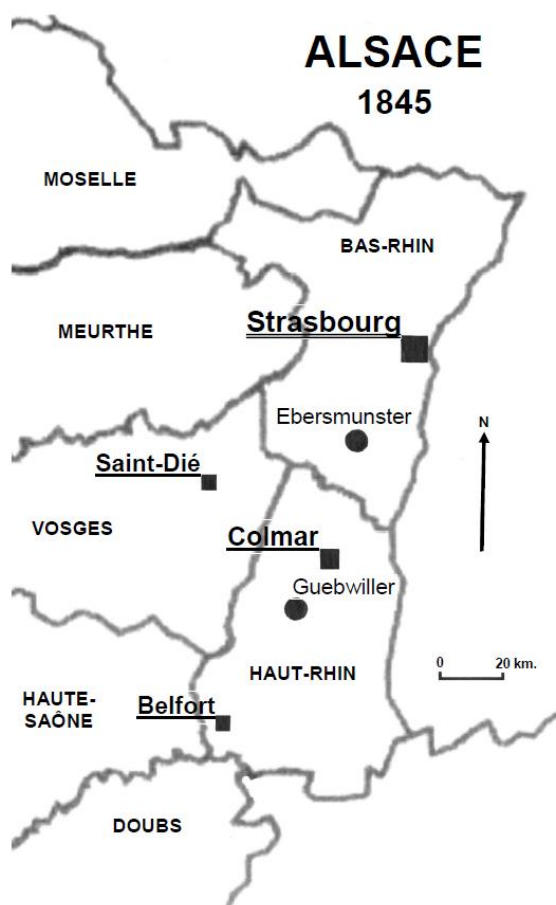 ALSACE
1845
MOSELLE
BAS-RHIN
MEURTHE
Strasbourg
Ebersmunster
N
Saint-Dié
VOSGES
Colmar
Guebwiller
0 20 km.
HAUT-RHIN
HAUTE-
SAÔNE
Belfort
DOUBS